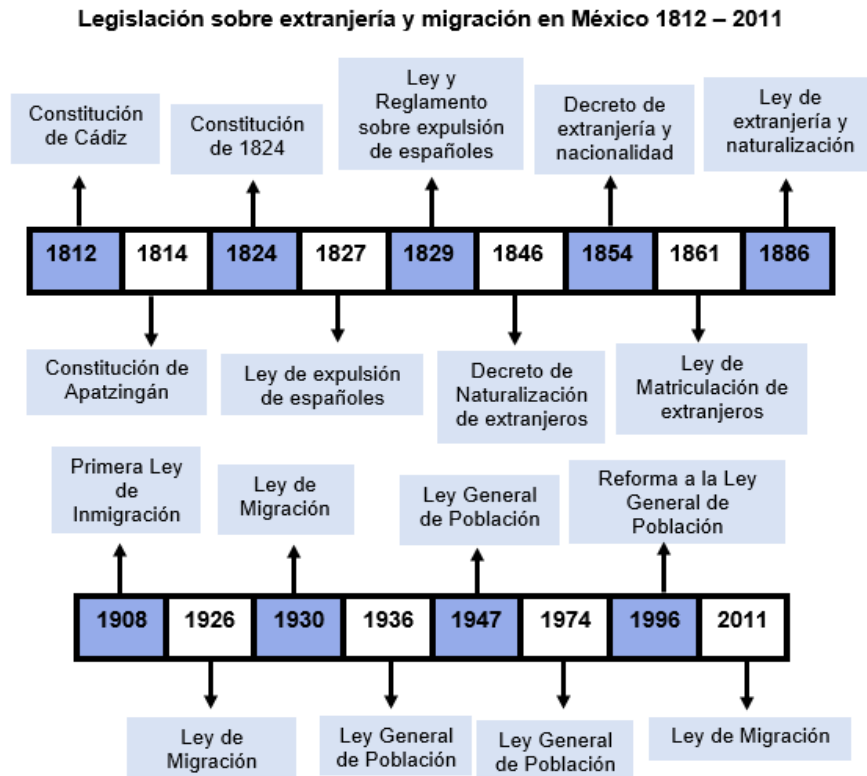 Legislación sobre extranjería y migración en México 1812 – 2011
Constitución
de Cádiz
Constitución
de 1824
Ley y
Reglamento
sobre expulsión
de españoles
Decreto de
extranjería y
nacionalidad
Ley de
extranjería y
naturalización
1812 1814 1824 1827 1829 1846 1854 1861 1886
Constitución de
Apatzingán
Ley de expulsión
de españoles
Decreto de
Naturalización
de extranjeros
Ley de
Matriculación de
extranjeros
Primera Ley
de
Inmigración
Ley de
Migración
Ley General
de Población
Reforma a la Ley
General de
Población
1908 1926 1930 1936 1947 1974 1996 2011
Ley de
Migración
Ley General
de Población
Ley General
de Población
Ley de Migración